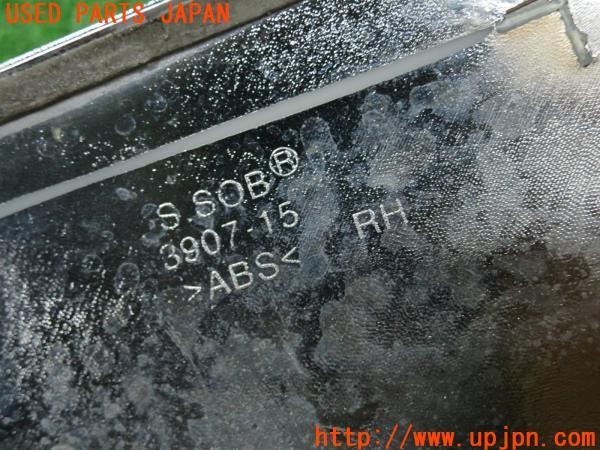 USED PARTS JAPAN
S.SOB®
3907-15 RH
>ABS<
http://www.upjpn.com